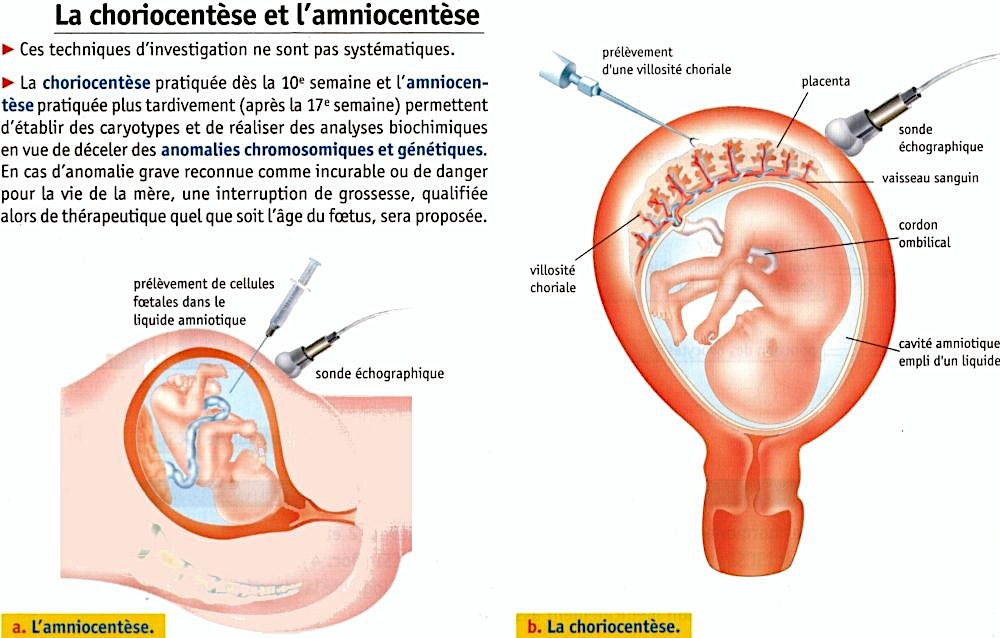 La choriocentèse et l'amniocentèse
► Ces techniques d'investigation ne sont pas systématiques.
► La choriocentèse pratiquée dès la 10e semaine et l'amniocen-
tèse pratiquée plus tardivement (après la 17e semaine) permettent
d'établir des caryotypes et de réaliser des analyses biochimiques
en vue de déceler des anomalies chromosomiques et génétiques.
En cas d'anomalie grave reconnue comme incurable ou de danger
pour la vie de la mère, une interruption de grossesse, qualifiée
alors de thérapeutique quel que soit l'âge du fœtus, sera proposée.
prélèvement de cellules
fœtales dans le
liquide amniotique
sonde échographique
a. L'amniocentèse.
prélèvement
d'une villosité choriale
placenta
sonde
échographique
vaisseau sanguin
cordon
ombilical
villosité
choriale
cavité amniotique
empli d'un liquide
b. La choriocentèse.